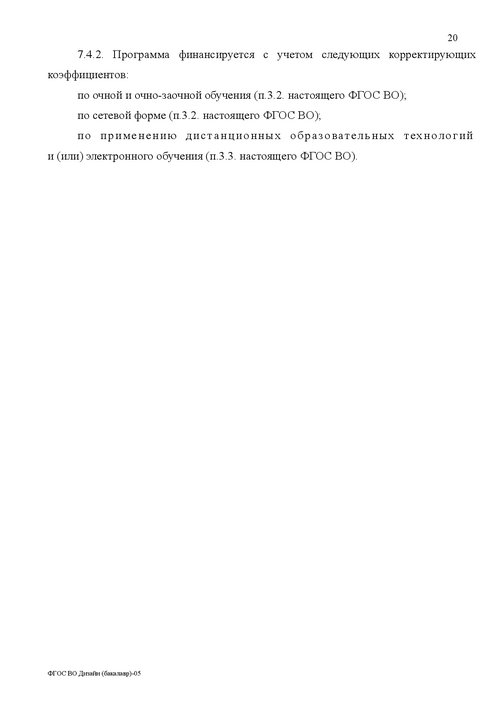 20
7.4.2. Программа финансируется с учетом следующих корректирующих
коэффициентов:
по очной и очно-заочной обучения (п.3.2. настоящего ФГОС ВО);
по сетевой форме (п.3.2. настоящего ФГОС ВО);
по применению дистанционных образовательных технологий
и (или) электронного обучения (п.3.3. настоящего ФГОС ВО).
ФГОС ВО Дизайн (бакалавр)-05